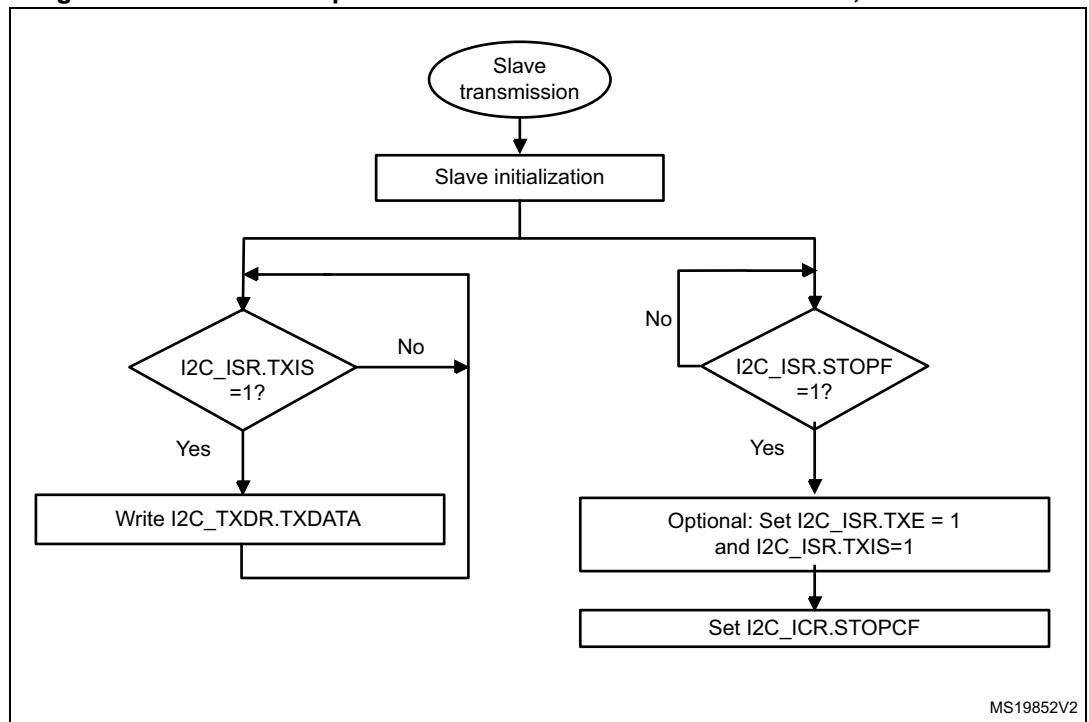 Slave
transmission
Slave initialization
I2C_ISR.TXIS
=1?
No
Yes
Write I2C_TXDR.TXDATA
No
I2C_ISR.STOPF
=1?
Yes
Optional: Set I2C_ISR.TXE = 1
and I2C_ISR.TXIS=1
Set I2C_ICR.STOPCF
MS19852V2